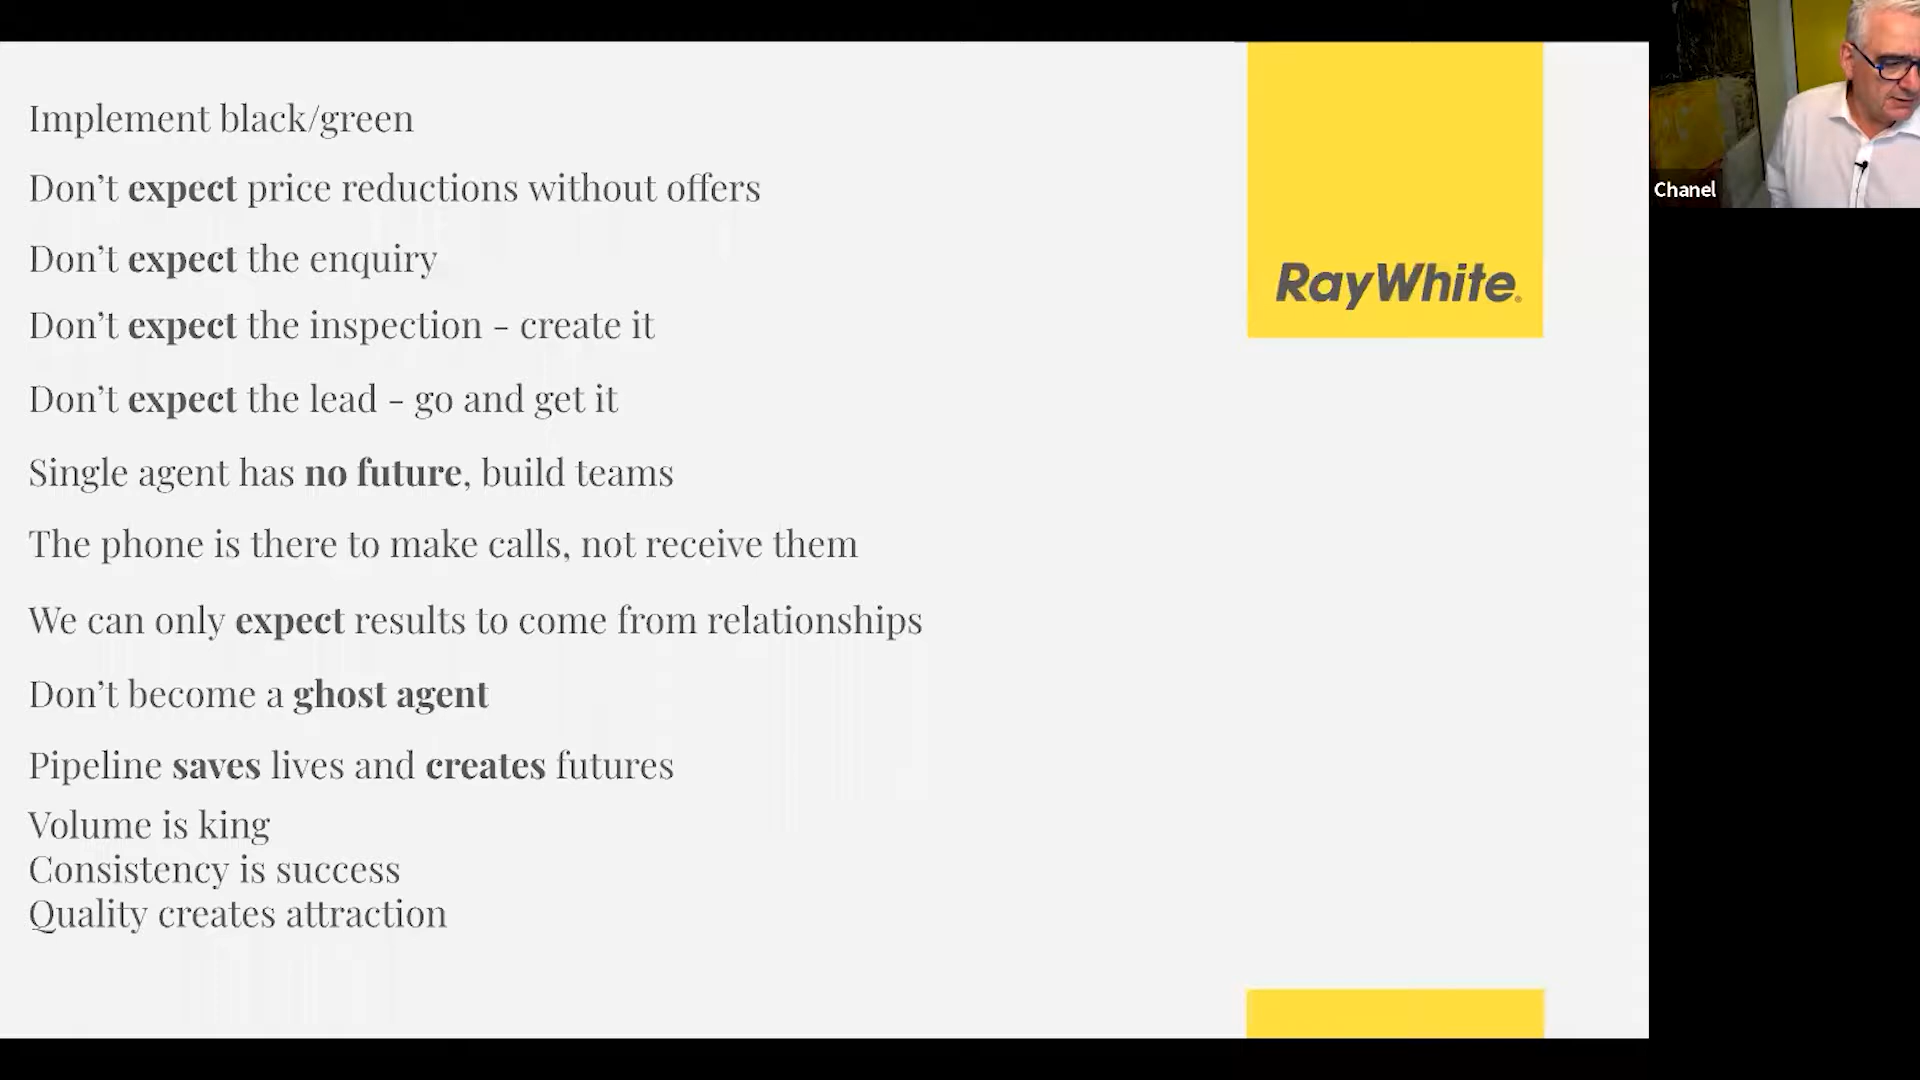 Implement black/green
Don’t expect price reductions without offers
Don’t expect the enquiry
Don’t expect the inspection - create it
Don’t expect the lead - go and get it
Single agent has no future, build teams
The phone is there to make calls, not receive them
We can only expect results to come from relationships
Don’t become a ghost agent
Pipeline saves lives and creates futures
Volume is king
Consistency is success
Quality creates attraction
RayWhite
Chanel